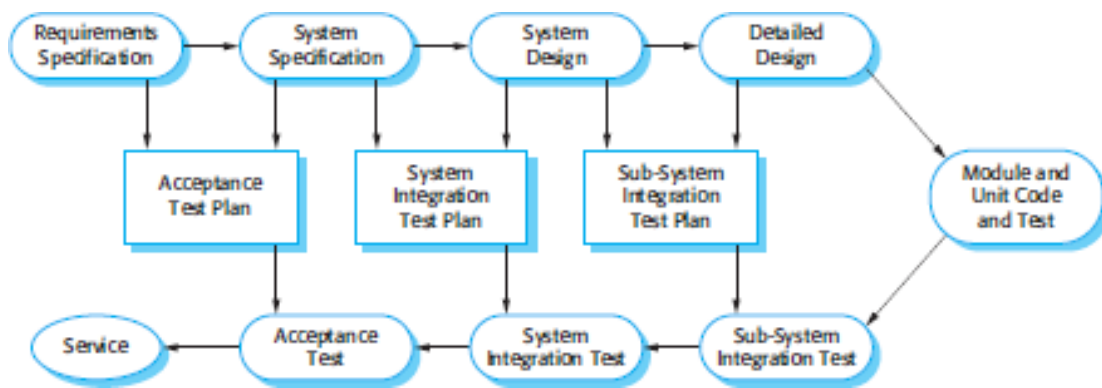 Requirements
Specification
System
Specification
System
Design
Detailed
Design
Acceptance
Test Plan
System
Integration
Test Plan
Sub-System
Integration
Test Plan
Module and
Unit Code
and Test
Service
Acceptance
Test
System
Integration Test
Sub-System
Integration Test